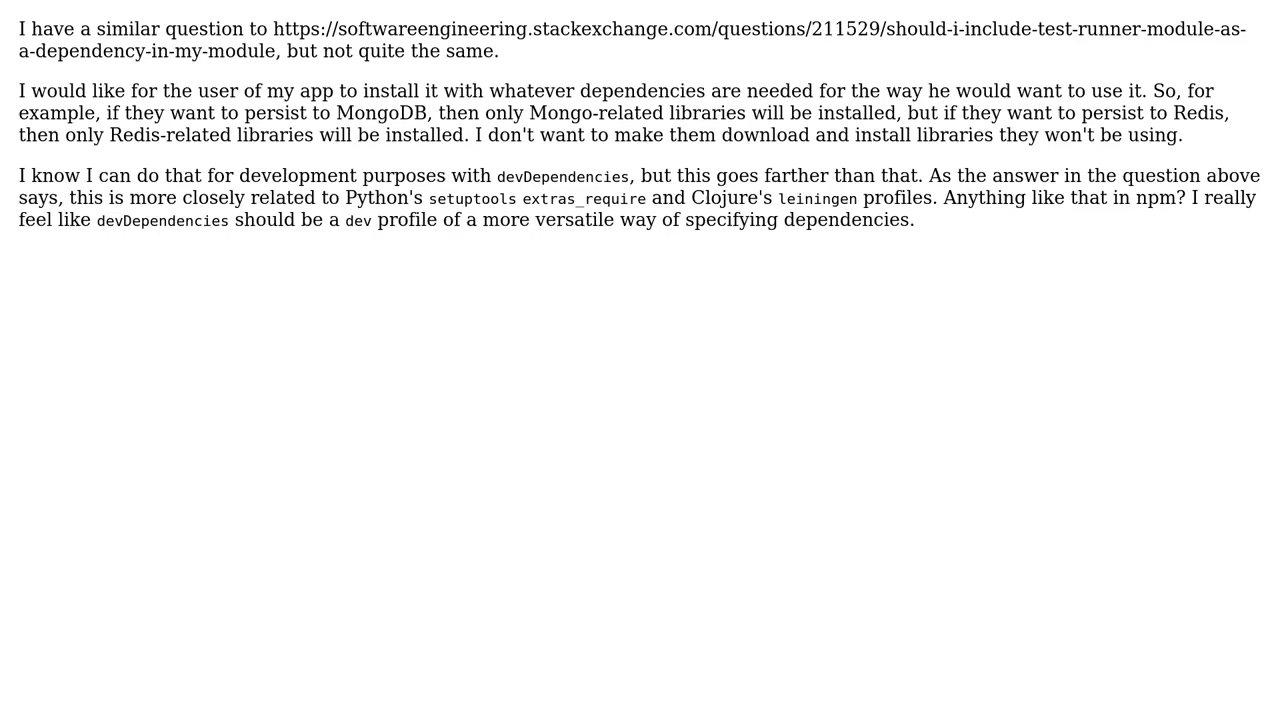 I have a similar question to https://softwareengineering.stackexchange.com/questions/211529/should-i-include-test-runner-module-as-
a-dependency-in-my-module, but not quite the same.
I would like for the user of my app to install it with whatever dependencies are needed for the way he would want to use it. So, for
example, if they want to persist to MongoDB, then only Mongo-related libraries will be installed, but if they want to persist to Redis,
then only Redis-related libraries will be installed. I don't want to make them download and install libraries they won't be using.
I know I can do that for development purposes with devDependencies, but this goes farther than that. As the answer in the question above
says, this is more closely related to Python's setuptools extras_require and Clojure's leiningen profiles. Anything like that in npm? I really
feel like devDependencies should be a dev profile of a more versatile way of specifying dependencies.